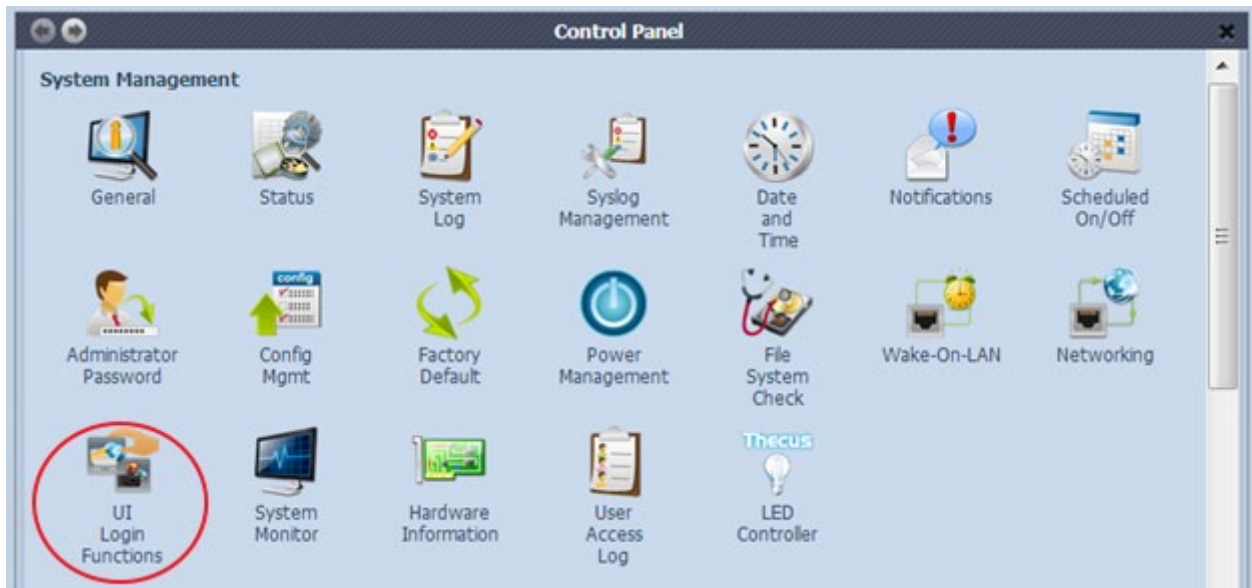 Control Panel
System Management
General
Status
System
Log
Syslog
Management
Date
and
Time
Notifications
Scheduled
On/Off
Administrator
Password
config
Config
Mgmt
Factory
Default
Power
Management
File
System
Check
Wake-On-LAN
Networking
UI
Login
Functions
System
Monitor
Hardware
Information
User
Access
Log
Thecus
LED
Controller